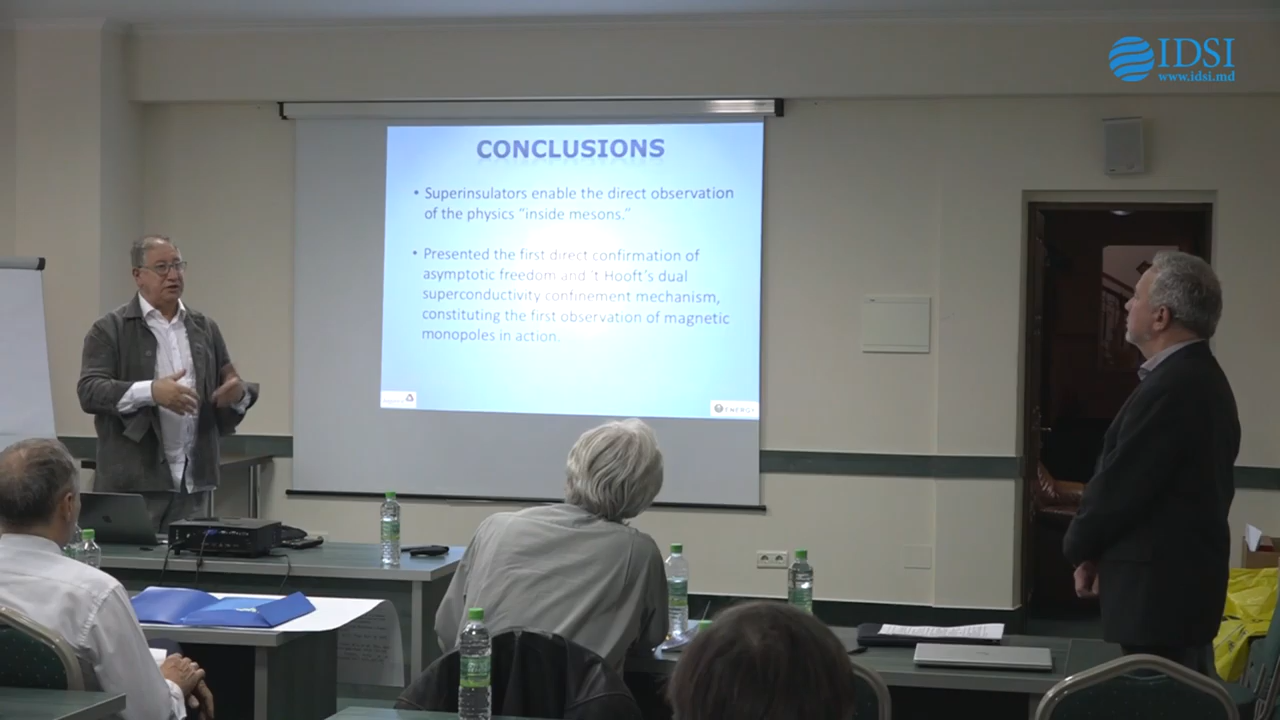 IDSI
www.idsi.md
CONCLUSIONS
• Superinsulators enable the direct observation
of the physics “inside mesons.”
• Presented the first direct confirmation of
asymptotic freedom and ´t Hooft´s dual
superconductivity confinement mechanism,
constituting the first observation of magnetic
monopoles in action.
ENERGY